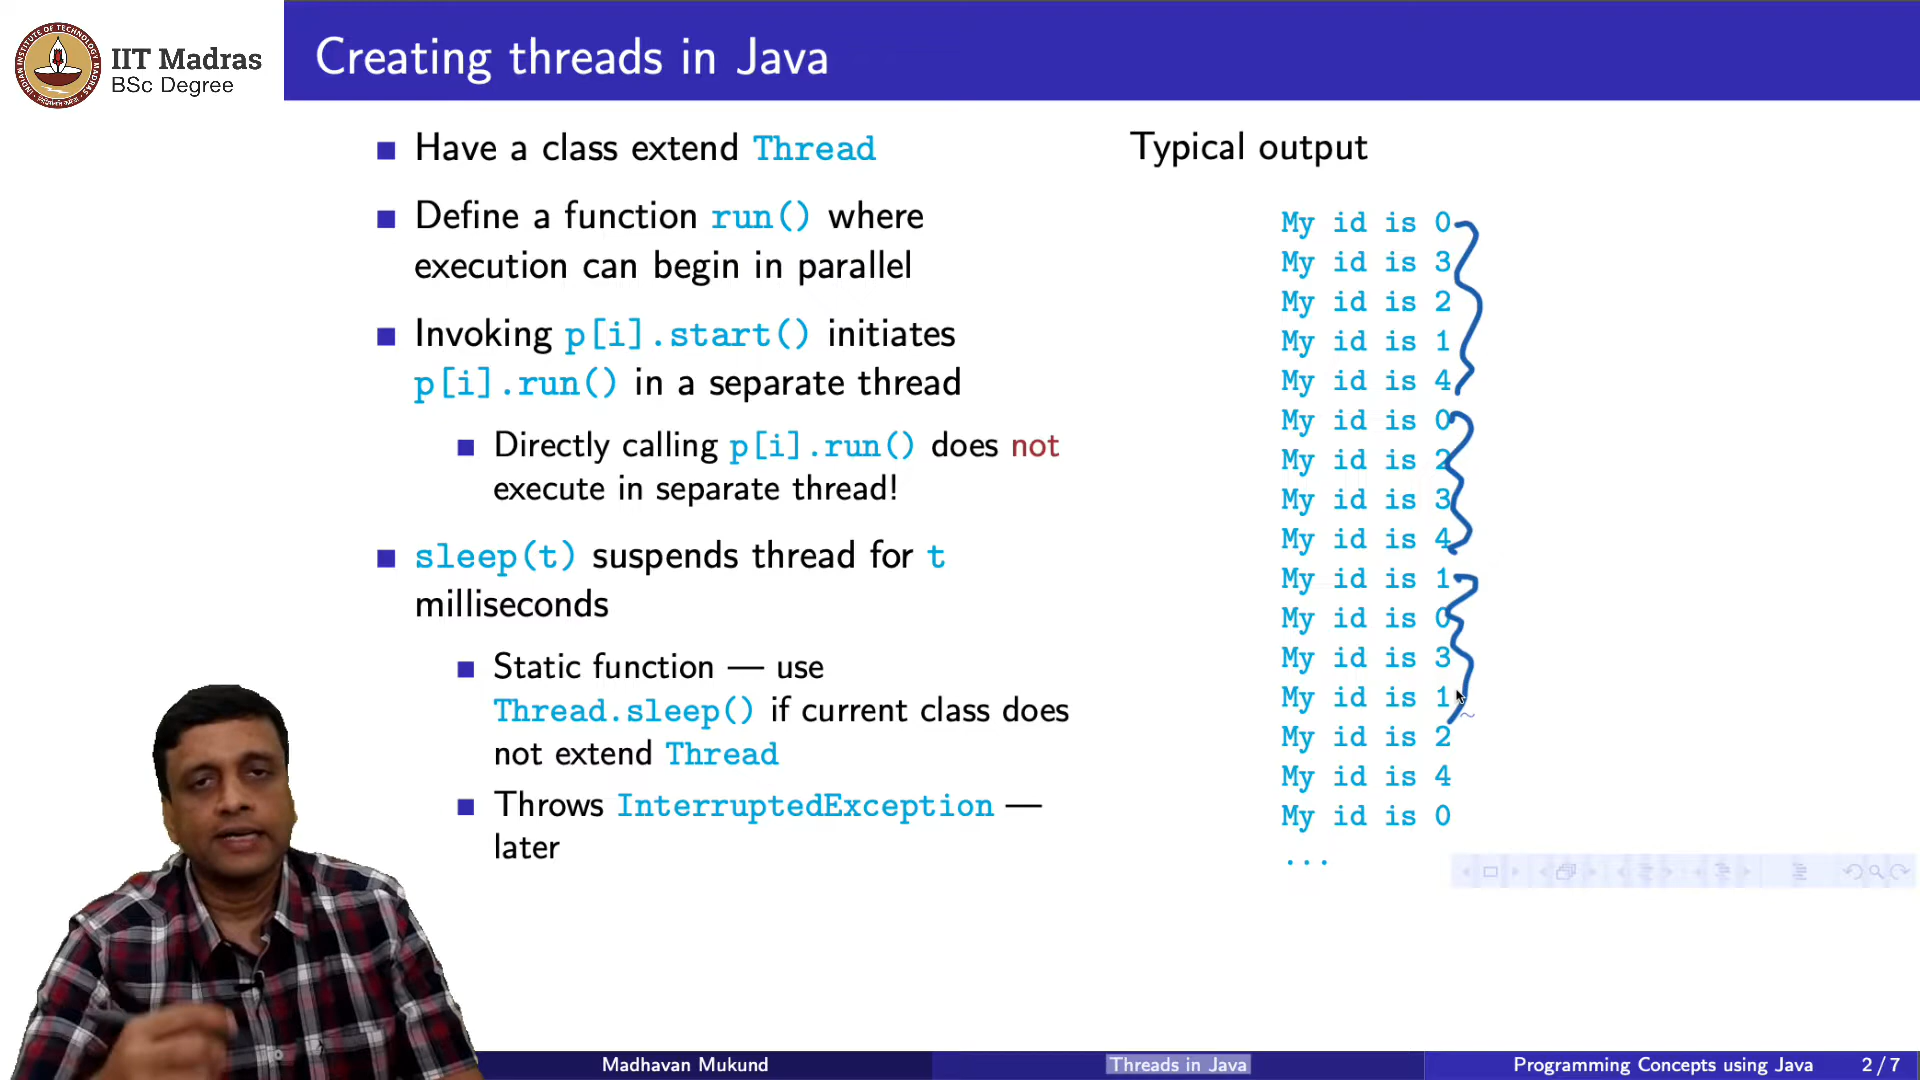 IIT Madras
BSc Degree
Creating threads in Java
Have a class extend Thread
Define a function run() where
execution can begin in parallel
Invoking p[i].start() initiates
p[i].run() in a separate thread
Directly calling p[i].run() does not
execute in separate thread!
sleep(t) suspends thread for t
milliseconds
Static function — use
Thread.sleep() if current class does
not extend Thread
Throws InterruptedException —
later
Typical output
My id is 0
My id is 3
My id is 2
My id is 1
My id is 4
My id is 0
My id is 2
My id is 3
My id is 4
My id is 1
My id is 0
My id is 3
My id is 1
My id is 2
My id is 4
My id is 0
...
Madhavan Mukund
Threads in Java
Programming Concepts using Java
2 / 7